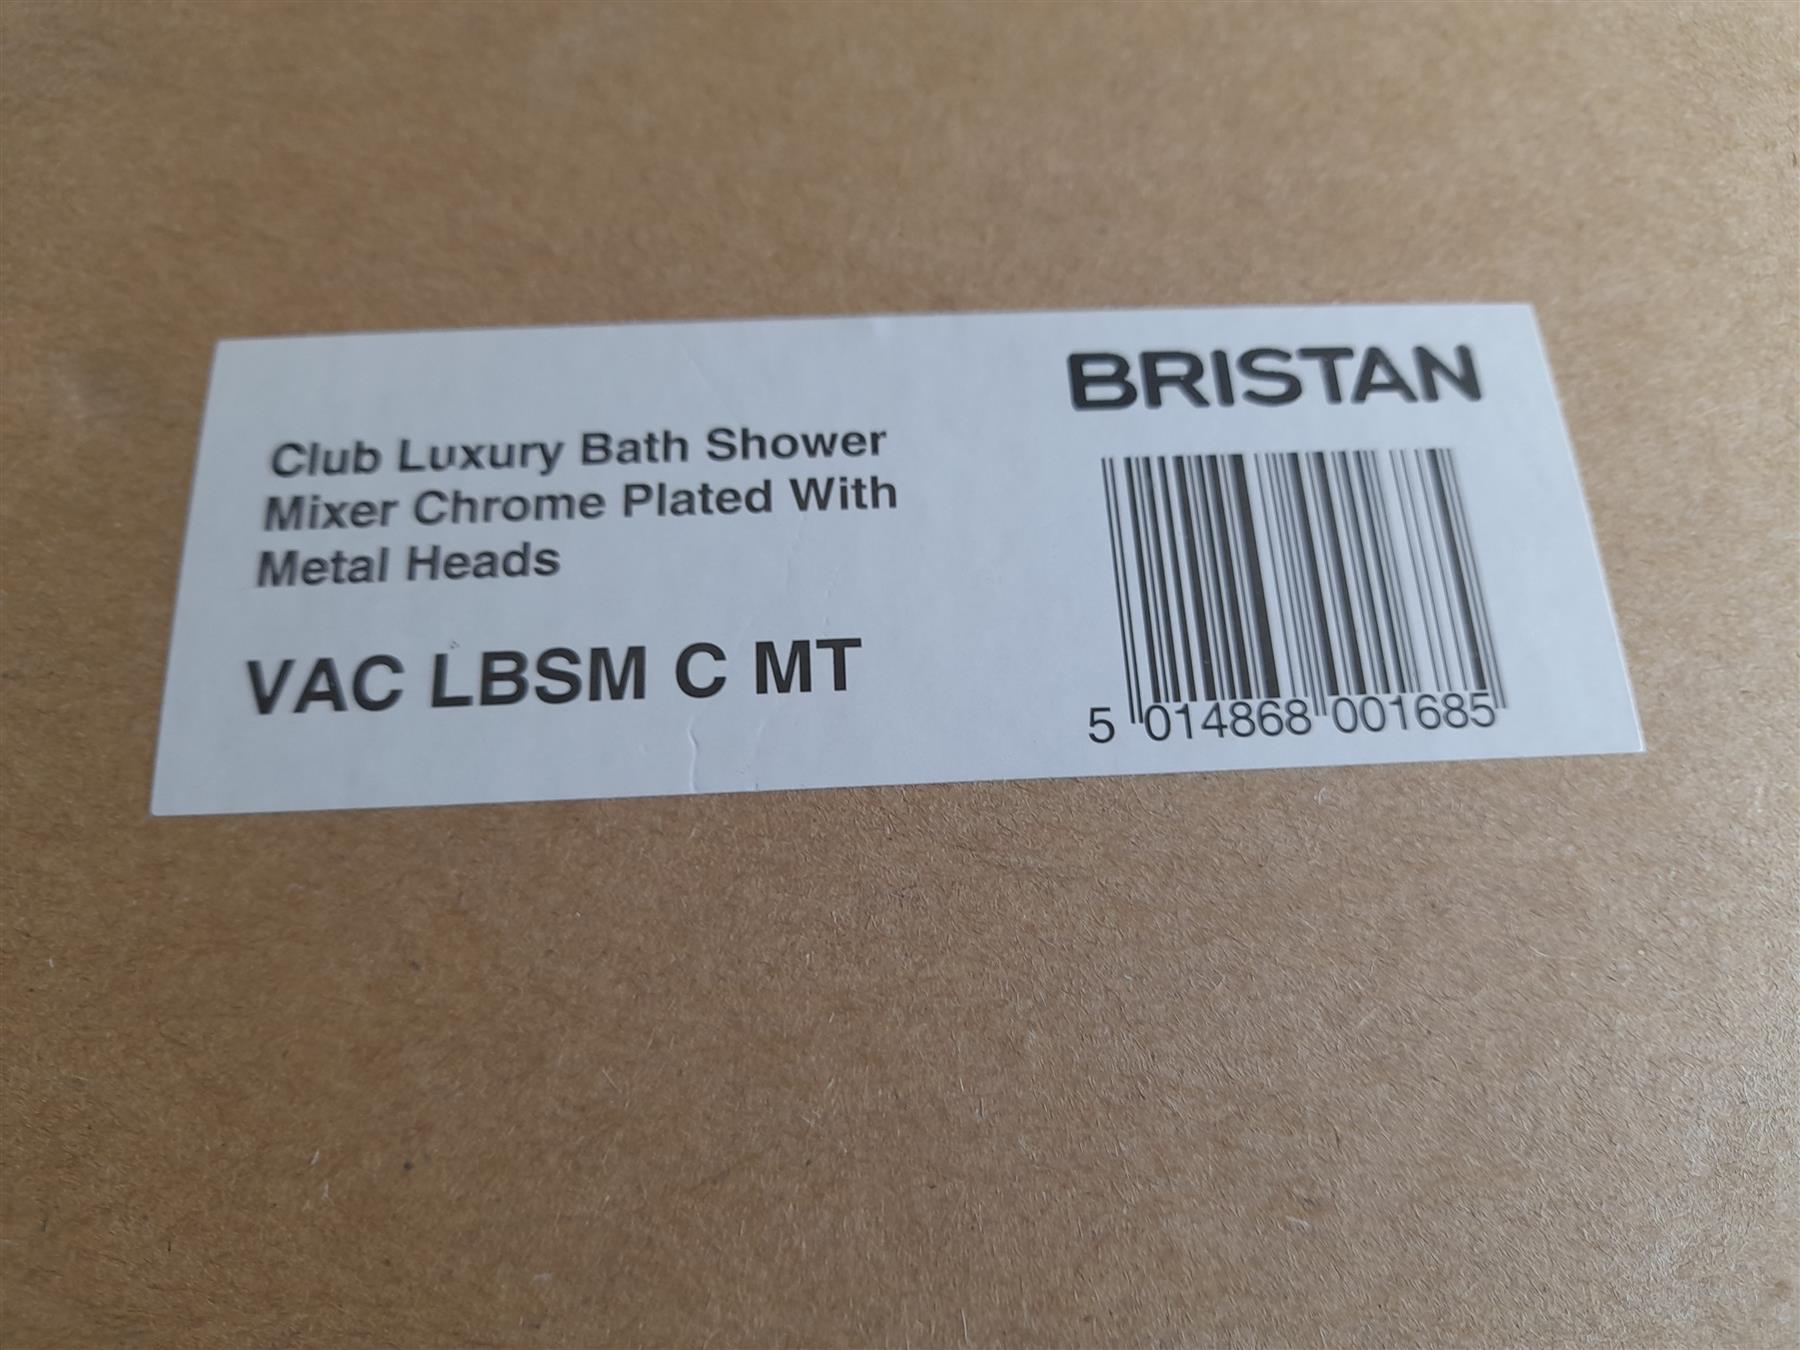 BRISTAN
Club Luxury Bath Shower
Mixer Chrome Plated With
Metal Heads
VAC LBSM C MT
5 014868 001685